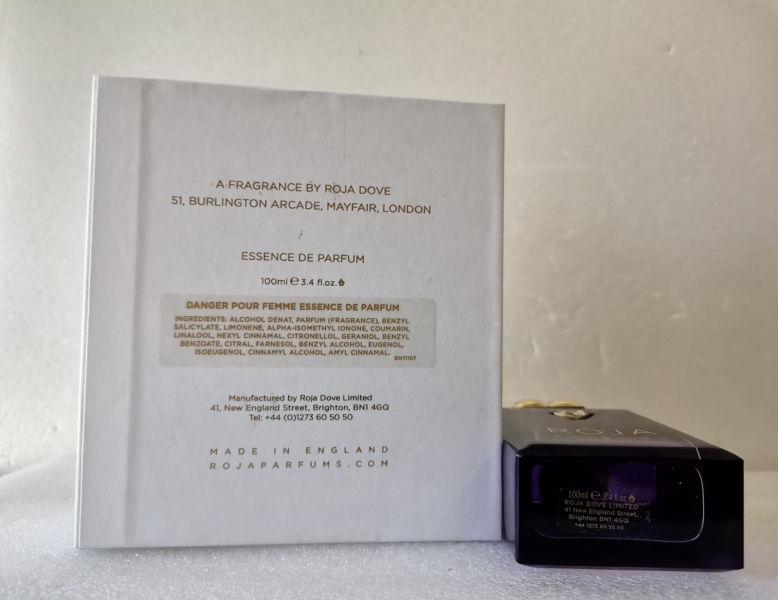 A FRAGRANCE BY ROJA DOVE
51, BURLINGTON ARCADE, MAYFAIR, LONDON
ESSENCE DE PARFUM
100ml ℮ 3.4 fl.oz.
DANGER POUR FEMME ESSENCE DE PARFUM
INGREDIENTS: ALCOHOL DENAT, PARFUM (FRAGRANCE), BENZYL
SALICYLATE, LIMONENE, ALPHA-ISOMETHYL IONONE, COUMARIN,
LINALOOL, HEXYL CINNAMAL, CITRONELLOL, GERANIOL, BENZYL
BENZOATE, CITRAL, FARNESOL, BENZYL ALCOHOL, EUGENOL,
ISOEUGENOL, CINNAMYL ALCOHOL, AMYL CINNAMAL.
Manufactured by Roja Dove Limited
41, New England Street, Brighton, BN1 4GQ
Tel: +44 (0)1273 60 50 50
MADE IN ENGLAND
ROJAPARFUMS.COM
ROJA
100ml ℮ 3.4 fl.oz
ROJA DOVE LIMITED
41 New England Street,
Brighton BN1 4GQ
+44 1273 60 50 50